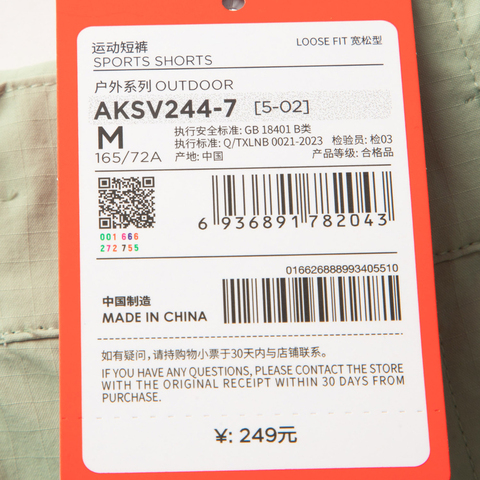 运动短裤
SPORTS SHORTS
LOOSE FIT 宽松型
户外系列 OUTDOOR
AKSV244-7 [5-02]
M
165/72A
执行安全标准: GB 18401 B类
执行标准: Q/TXLNB 0021-2023 检验员: 检03
产地: 中国 产品等级: 合格品
001 666
272 755
6 936891 782043
016626888993405510
中国制造
MADE IN CHINA
如有疑问，请持购物小票于30天内与店铺联系。
IF YOU HAVE ANY QUESTIONS, PLEASE CONTACT THE STORE
WITH THE ORIGINAL RECEIPT WITHIN 30 DAYS FROM
PURCHASE.
¥: 249元